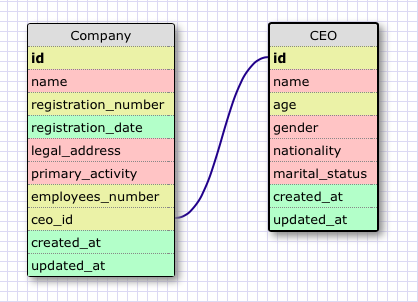 Company
id
name
registration_number
registration_date
legal_address
primary_activity
employees_number
ceo_id
created_at
updated_at
CEO
id
name
age
gender
nationality
marital_status
created_at
updated_at